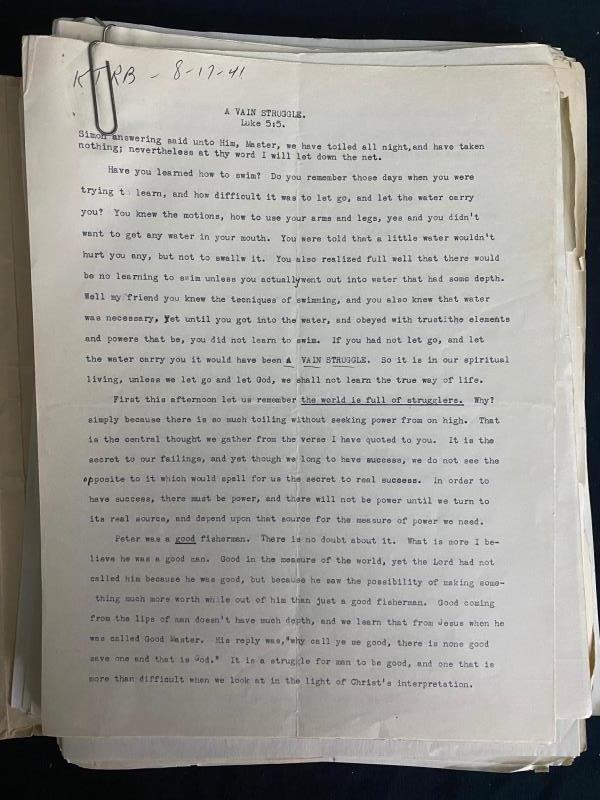 KTRB - 8-17-41
A VAIN STRUGGLE.
Luke 5:5.
Simon answering said unto Him, Master, we have toiled all night,and have taken
nothing; nevertheless at thy word I will let down the net.
Have you learned how to swim? Do you remember those days when you were
trying to learn, and how difficult it was to let go, and let the water carry
you? You knew the motions, how to use your arms and legs, yes and you didn't
want to get any water in your mouth. You were told that a little water wouldn't
hurt you any, but not to swallw it. You also realized full well that there would
be no learning to swim unless you actually went out into water that had some depth.
Well my friend you knew the tecniques of swimming, and you also knew that water
was necessary, Yet until you got into the water, and obeyed with trust the elements
and powers that be, you did not learn to swim. If you had not let go, and let
the water carry you it would have been A VAIN STRUGGLE. So it is in our spiritual
living, unless we let go and let God, we shall not learn the true way of life.
First this afternoon let us remember the world is full of strugglers. Why?
simply because there is so much toiling without seeking power from on high. That
is the central thought we gather from the verse I have quoted to you. It is the
secret to our failings, and yet though we long to have success, we do not see the
opposite to it which would spell for us the secret to real success. In order to
have success, there must be power, and there will not be power until we turn to
its real source, and depend upon that source for the measure of power we need.
Peter was a good fisherman. There is no doubt about it. What is more I be-
lieve he was a good man. Good in the measure of the world, yet the Lord had not
called him because he was good, but because he saw the possibility of making some-
thing much more worth while out of him than just a good fisherman. Good coming
from the lips of man doesn't have much depth, and we learn that from Jesus when he
was called Good Master. His reply was,"why call ye me good, there is none good
save one and that is God." It is a struggle for man to be good, and one that is
more than difficult when we look at in the light of Christ's interpretation.